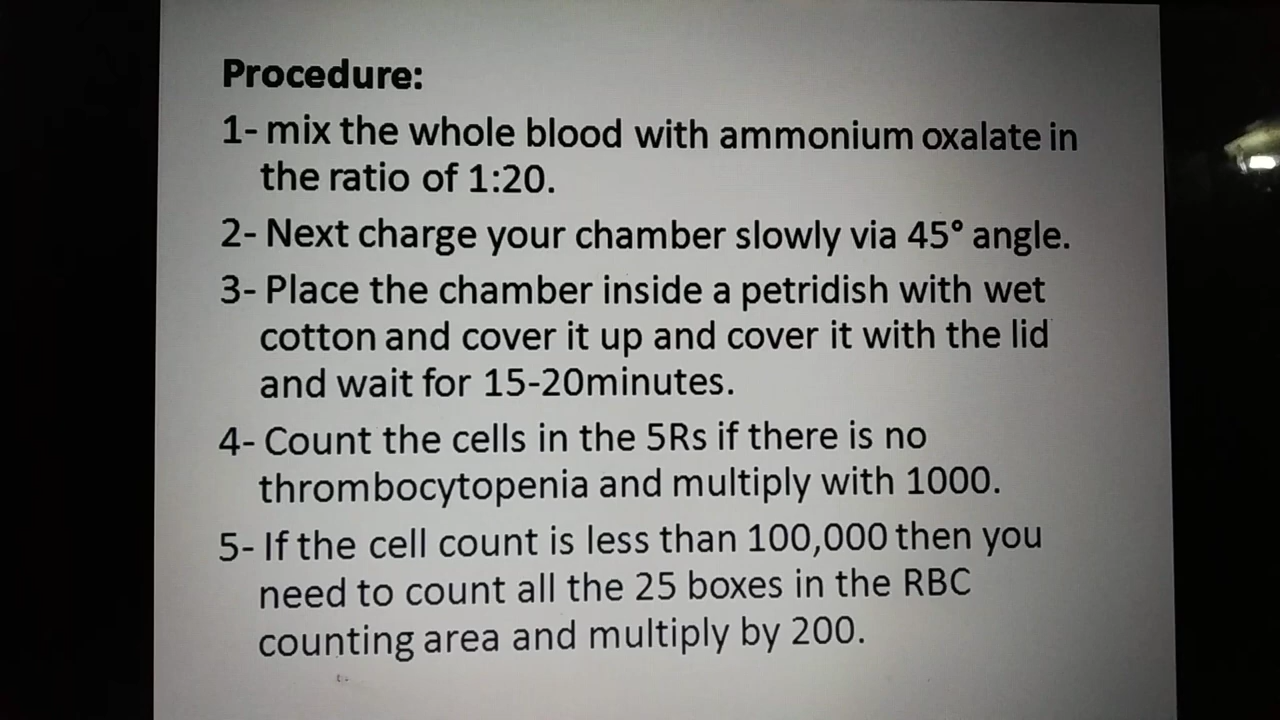 Procedure:
1- mix the whole blood with ammonium oxalate in
the ratio of 1:20.
2- Next charge your chamber slowly via 45° angle.
3- Place the chamber inside a petridish with wet
cotton and cover it up and cover it with the lid
and wait for 15-20minutes.
4- Count the cells in the 5Rs if there is no
thrombocytopenia and multiply with 1000.
5- If the cell count is less than 100,000 then you
need to count all the 25 boxes in the RBC
counting area and multiply by 200.